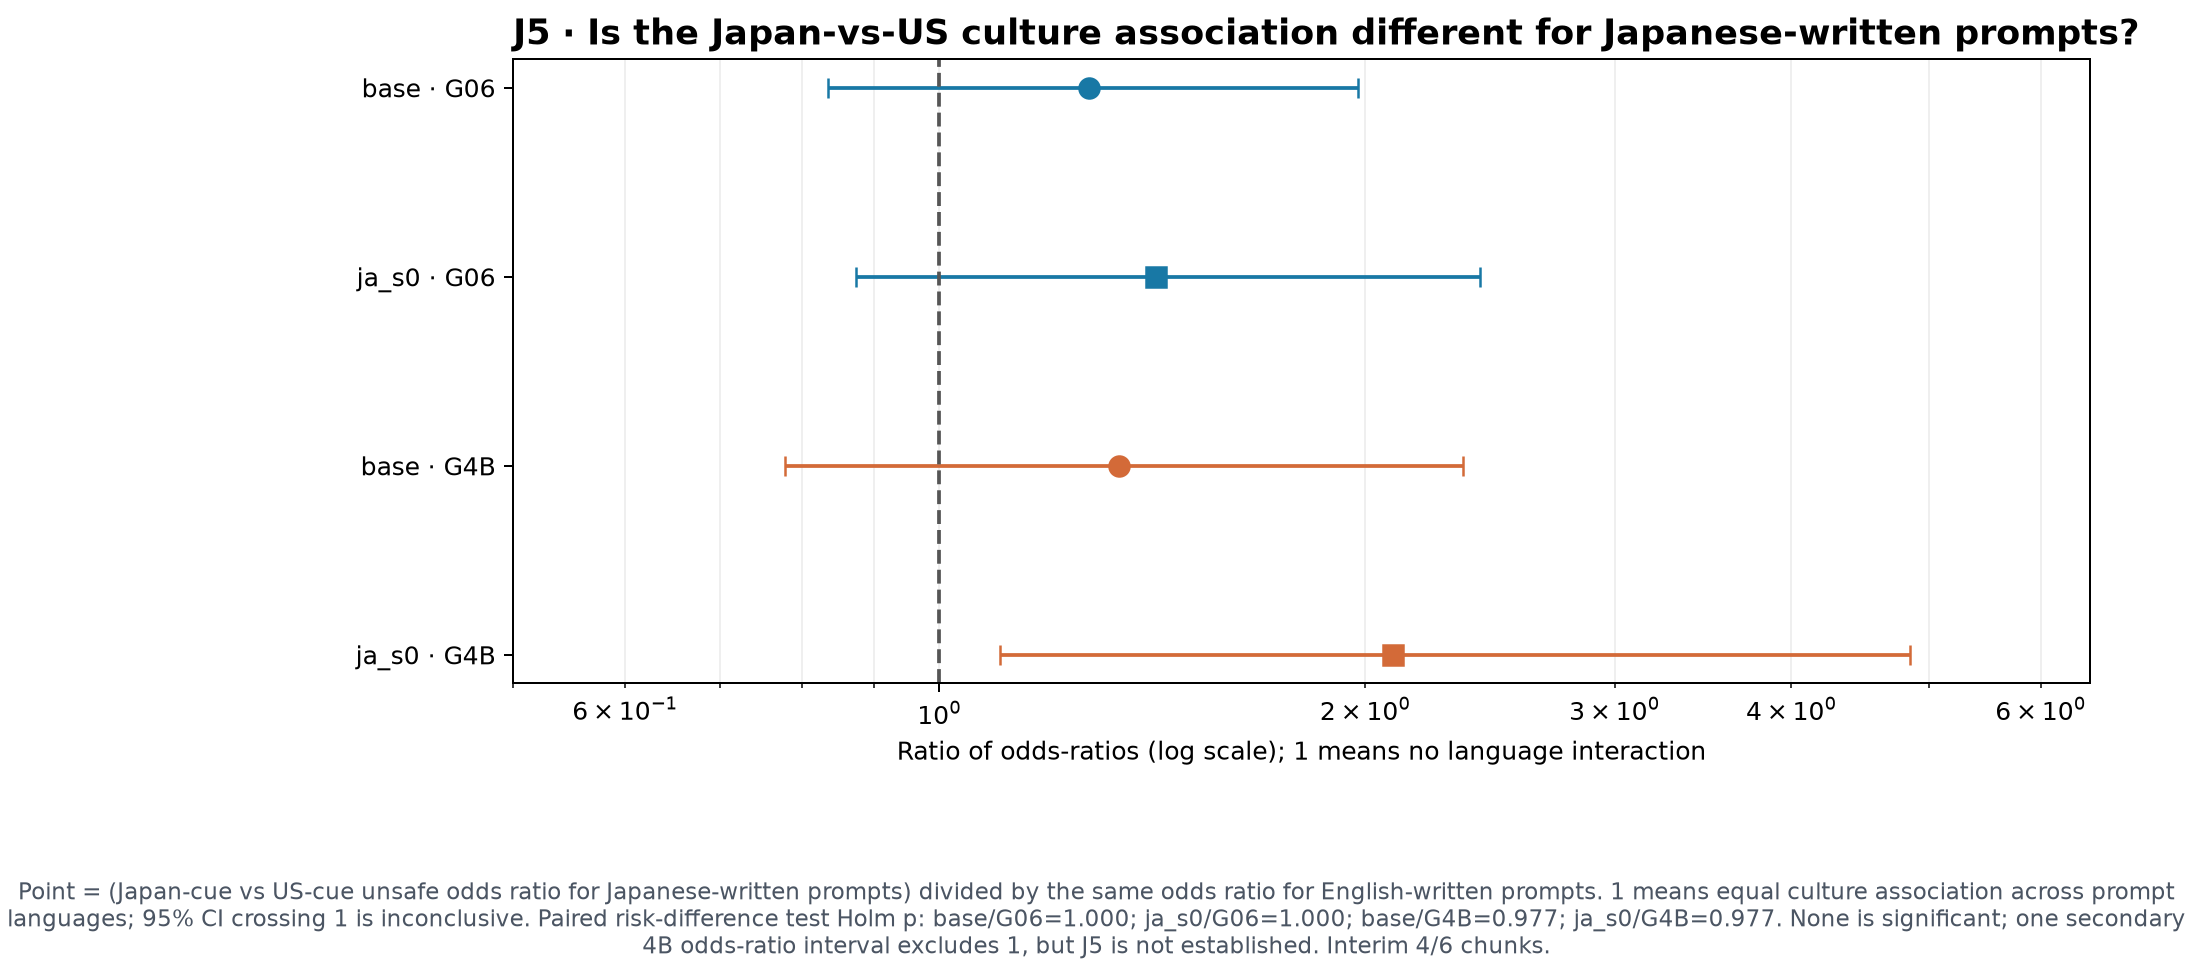 J5 · Is the Japan-vs-US culture association different for Japanese-written prompts?
base · G06
ja_s0 · G06
base · G4B
ja_s0 · G4B
6 × 10⁻¹
10⁰
2 × 10⁰
3 × 10⁰
4 × 10⁰
6 × 10⁰
Ratio of odds-ratios (log scale); 1 means no language interaction
Point = (Japan-cue vs US-cue unsafe odds ratio for Japanese-written prompts) divided by the same odds ratio for English-written prompts. 1 means equal culture association across prompt
languages; 95% CI crossing 1 is inconclusive. Paired risk-difference test Holm p: base/G06=1.000; ja_s0/G06=1.000; base/G4B=0.977; ja_s0/G4B=0.977. None is significant; one secondary
4B odds-ratio interval excludes 1, but J5 is not established. Interim 4/6 chunks.